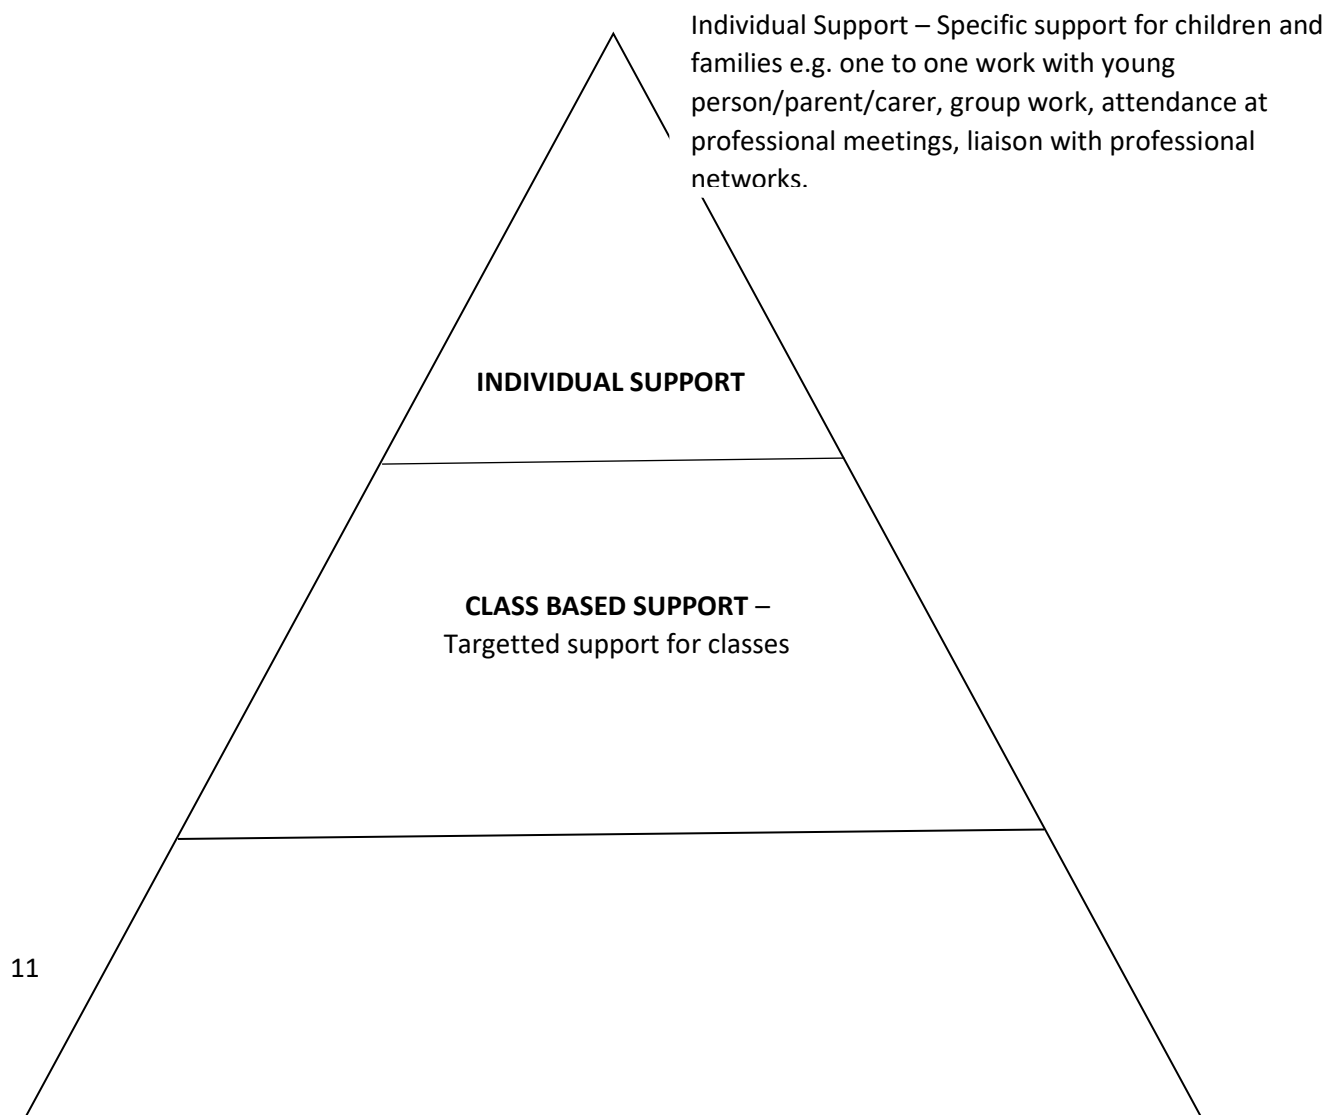 Individual Support – Specific support for children and
families e.g. one to one work with young
person/parent/carer, group work, attendance at
professional meetings, liaison with professional
networks.
INDIVIDUAL SUPPORT
CLASS BASED SUPPORT –
Targetted support for classes
11